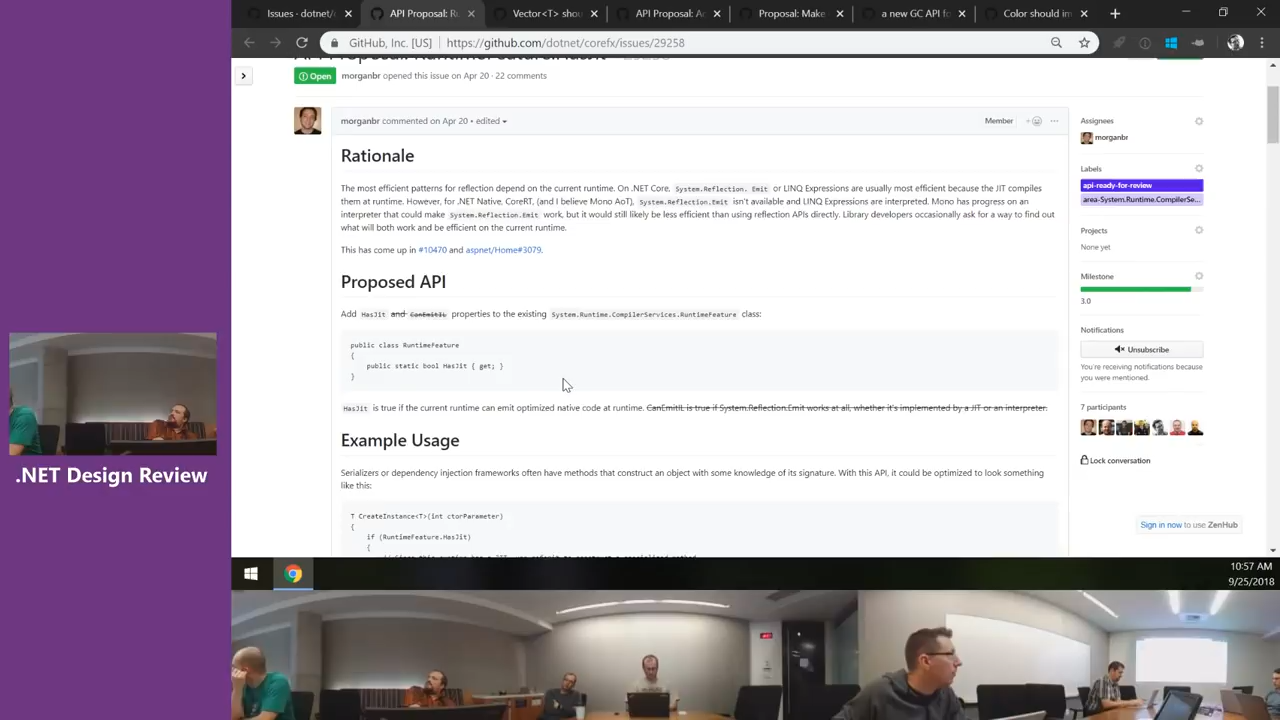 Issues · dotnet/c
API Proposal: Ru
Vector<T> shou
API Proposal: Ar
Proposal: Make
a new GC API fo
Color should im
GitHub, Inc. [US] | https://github.com/dotnet/corefx/issues/29258
Open
morganbr opened this issue on Apr 20 · 22 comments
morganbr commented on Apr 20 • edited
Member
Rationale
The most efficient patterns for reflection depend on the current runtime. On .NET Core, System.Reflection. Emit or LINQ Expressions are usually most efficient because the JIT compiles
them at runtime. However, for .NET Native, CoreRT, (and I believe Mono AoT), System.Reflection.Emit isn't available and LINQ Expressions are interpreted. Mono has progress on an
interpreter that could make System.Reflection.Emit work, but it would still likely be less efficient than using reflection APIs directly. Library developers occasionally ask for a way to find out
what will both work and be efficient on the current runtime.
This has come up in #10470 and aspnet/Home#3079.
Proposed API
Add HasJit and CanEmitIL properties to the existing System.Runtime.CompilerServices.RuntimeFeature class:
public class RuntimeFeature
{
public static bool HasJit { get; }
}
HasJit is true if the current runtime can emit optimized native code at runtime. CanEmitIL is true if System.Reflection.Emit works at all, whether it's implemented by a JIT or an interpreter.
Example Usage
Serializers or dependency injection frameworks often have methods that construct an object with some knowledge of its signature. With this API, it could be optimized to look something
like this:
T CreateInstance<T>(int ctorParameter)
{
if (RuntimeFeature.HasJit)
{
Assignees
morganbr
Labels
api-ready-for-review
area-System.Runtime.CompilerSe...
Projects
None yet
Milestone
3.0
Notifications
Unsubscribe
You're receiving notifications because
you were mentioned.
7 participants
Lock conversation
Sign in now to use ZenHub
.NET Design Review
10:57 AM
9/25/2018